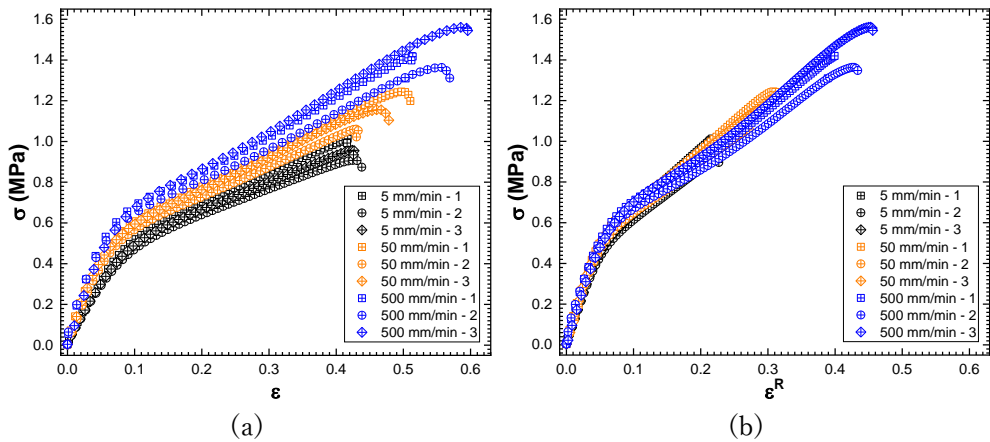 σ (MPa)
1.6
1.4
1.2
1.0
0.8
0.6
0.4
0.2
0.0
5 mm/min - 1
5 mm/min - 2
5 mm/min - 3
50 mm/min - 1
50 mm/min - 2
50 mm/min - 3
500 mm/min - 1
500 mm/min - 2
500 mm/min - 3
0.0 0.1 0.2 0.3 0.4 0.5 0.6
ε
(a)
σ (MPa)
1.6
1.4
1.2
1.0
0.8
0.6
0.4
0.2
0.0
5 mm/min - 1
5 mm/min - 2
5 mm/min - 3
50 mm/min - 1
50 mm/min - 2
50 mm/min - 3
500 mm/min - 1
500 mm/min - 2
500 mm/min - 3
0.0 0.1 0.2 0.3 0.4 0.5 0.6
ε^R
(b)